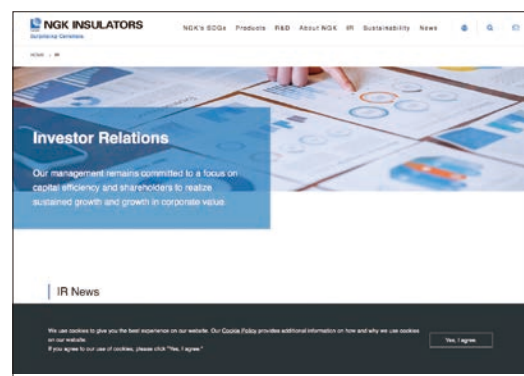 NGK INSULATORS
Surprising Ceramics.
NGK's SDGs Products R&D About NGK IR Sustainability News
HOME > IR
Investor Relations
Our management remains committed to a focus on
capital efficiency and shareholders to realize
sustained growth and growth in corporate value.
IR News
We use cookies to give you the best experience on our website. Our Cookie Policy provides additional information on how and why we use cookies
on our website.
If you agree to our use of cookies, please click "Yes, I agree."
Yes, I agree